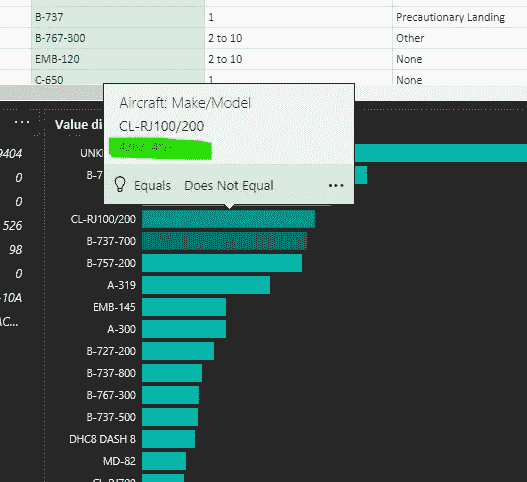 B-737 1 Precautionary Landing
B-767-300 2 to 10 Other
EMB-120 2 to 10 None
C-650 1 None
...
Value di
9404
UNK
0
B-7
0
Aircraft: Make/Model
CL-RJ100/200
Equals Does Not Equal ...
526
CL-RJ100/200
98
B-737-700
0
B-757-200
-10A
A-319
AC...
EMB-145
A-300
B-727-200
B-737-800
B-767-300
B-737-500
DHC8 DASH 8
MD-82
CL-RJ700